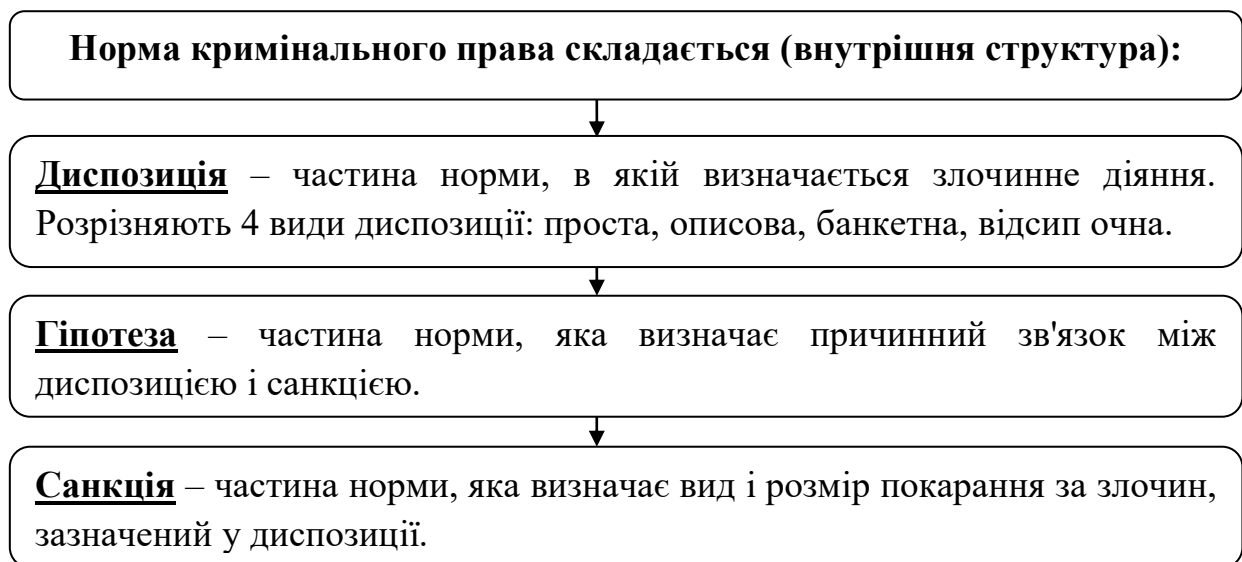 Норма кримінального права складається (внутрішня структура):
Диспозиція – частина норми, в якій визначається злочинне діяння.
Розрізняють 4 види диспозиції: проста, описова, банкетна, відсип очна.
Гіпотеза – частина норми, яка визначає причинний зв'язок між
диспозицією і санкцією.
Санкція – частина норми, яка визначає вид і розмір покарання за злочин,
зазначений у диспозиції.